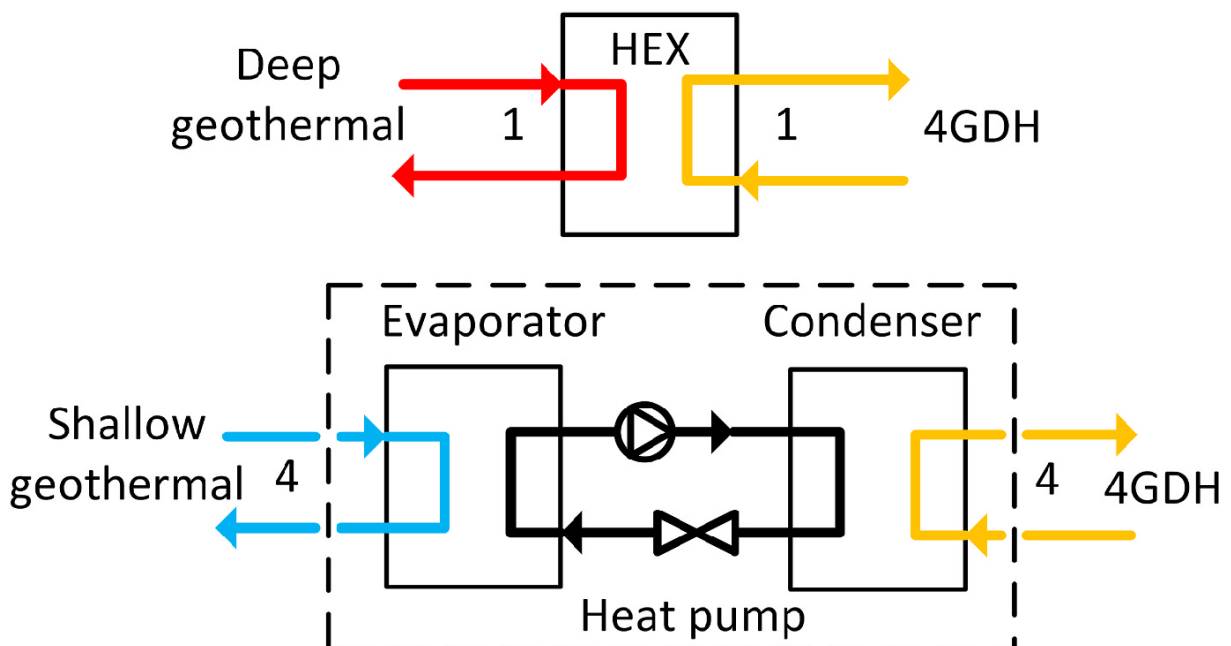 HEX
Deep
geothermal
1
1
4GDH
Evaporator
Condenser
Shallow
geothermal
4
4
4GDH
Heat pump